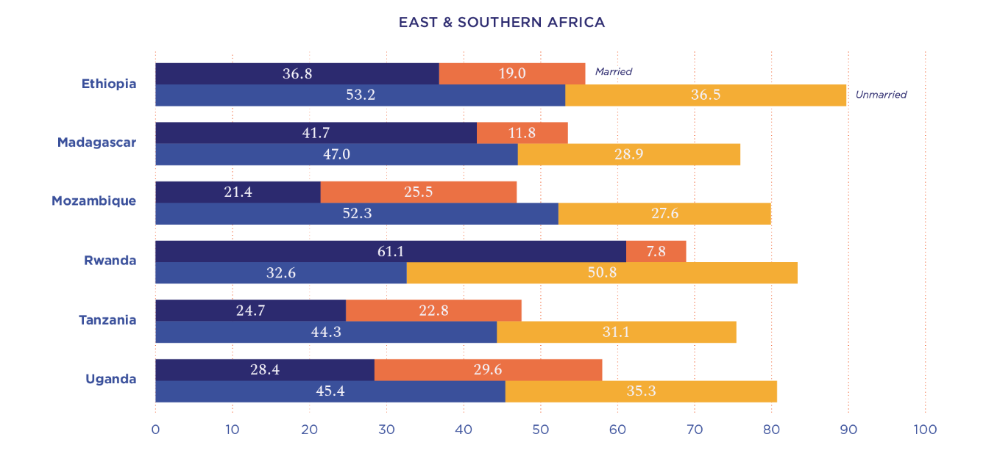 EAST & SOUTHERN AFRICA
Ethiopia
36.8 19.0 Married
53.2 36.5 Unmarried
Madagascar
41.7 11.8
47.0 28.9
Mozambique
21.4 25.5
52.3 27.6
Rwanda
61.1 7.8
32.6 50.8
Tanzania
24.7 22.8
44.3 31.1
Uganda
28.4 29.6
45.4 35.3
0 10 20 30 40 50 60 70 80 90 100